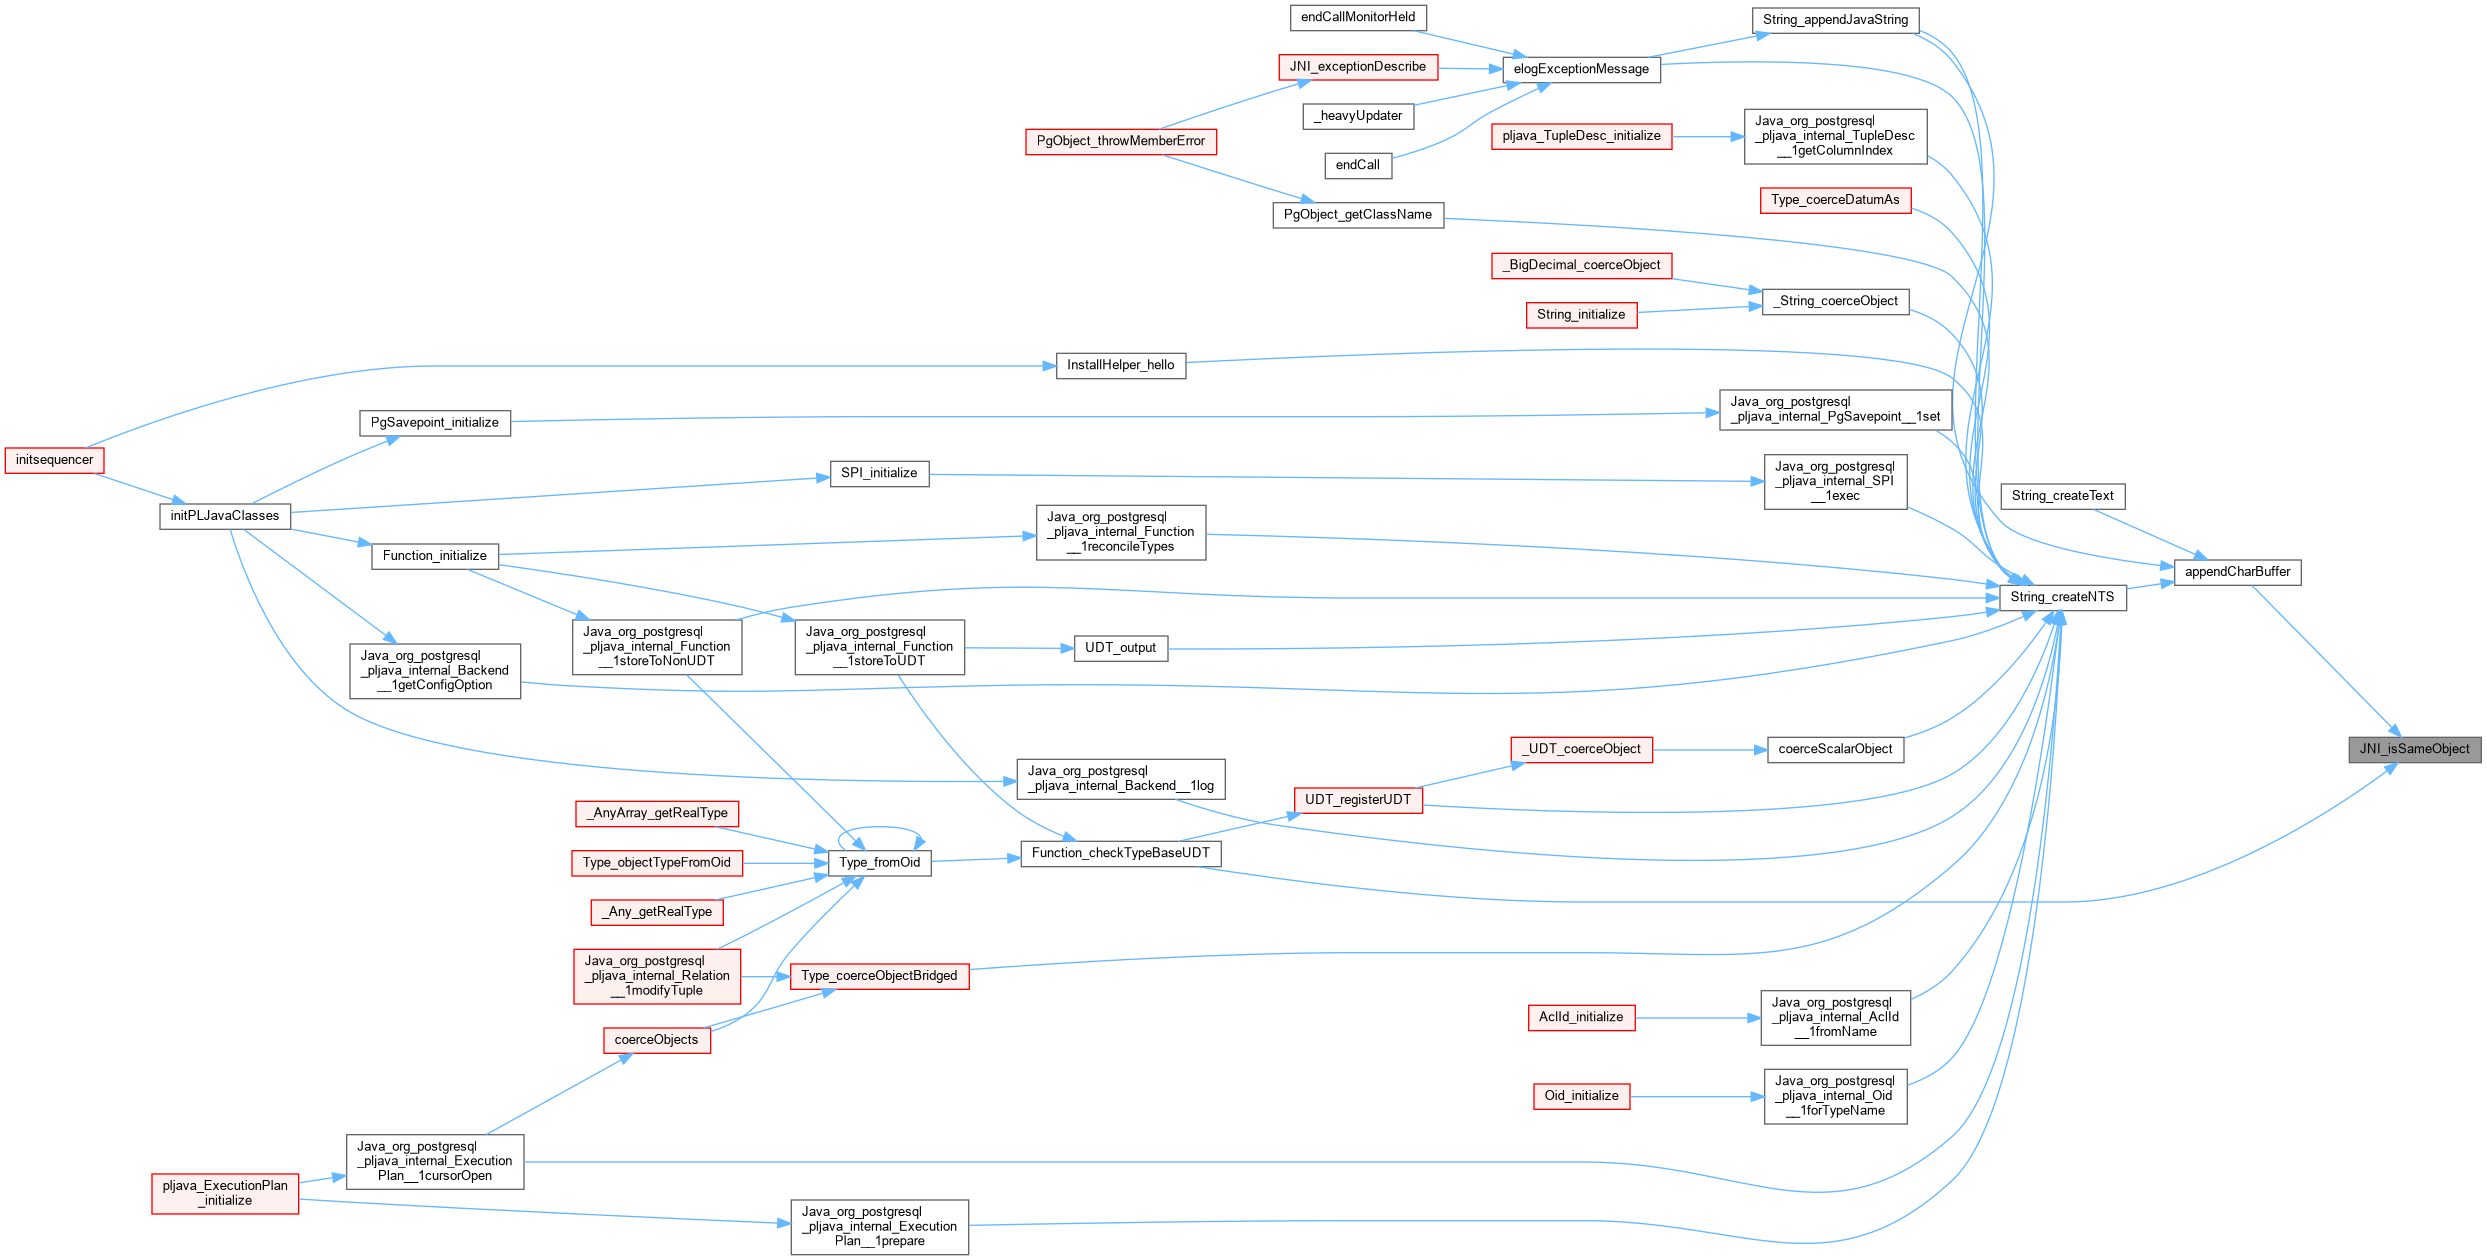 endCallMonitorHeld
String_appendJavaString
JNI_exceptionDescribe
elogExceptionMessage
_heavyUpdater
PgObject_throwMemberError
pljava_TupleDesc_initialize
Java_org_postgresql
_pljava_internal_TupleDesc
__1getColumnIndex
endCall
Type_coerceDatumAs
PgObject_getClassName
_BigDecimal_coerceObject
_String_coerceObject
String_initialize
InstallHelper_hello
Java_org_postgresql
_pljava_internal_PgSavepoint__1set
PgSavepoint_initialize
initsequencer
SPI_initialize
Java_org_postgresql
_pljava_internal_SPI
__1exec
String_createText
initPLJavaClasses
Java_org_postgresql
_pljava_internal_Function
__1reconcileTypes
Function_initialize
appendCharBuffer
String_createNTS
Java_org_postgresql
_pljava_internal_Function
__1storeToNonUDT
Java_org_postgresql
_pljava_internal_Function
__1storeToUDT
UDT_output
Java_org_postgresql
_pljava_internal_Backend
__1getConfigOption
JNI_isSameObject
_UDT_coerceObject
coerceScalarObject
Java_org_postgresql
_pljava_internal_Backend__1log
UDT_registerUDT
_AnyArray_getRealType
Function_checkTypeBaseUDT
Type_fromOid
Type_objectTypeFromOid
_Any_getRealType
Java_org_postgresql
_pljava_internal_Relation
__1modifyTuple
Type_coerceObjectBridged
Java_org_postgresql
_pljava_internal_AclId
__1fromName
AclId_initialize
coerceObjects
Java_org_postgresql
_pljava_internal_Oid
__1forTypeName
Oid_initialize
Java_org_postgresql
_pljava_internal_Execution
Plan__1cursorOpen
pljava_ExecutionPlan
_initialize
Java_org_postgresql
_pljava_internal_Execution
Plan__1prepare